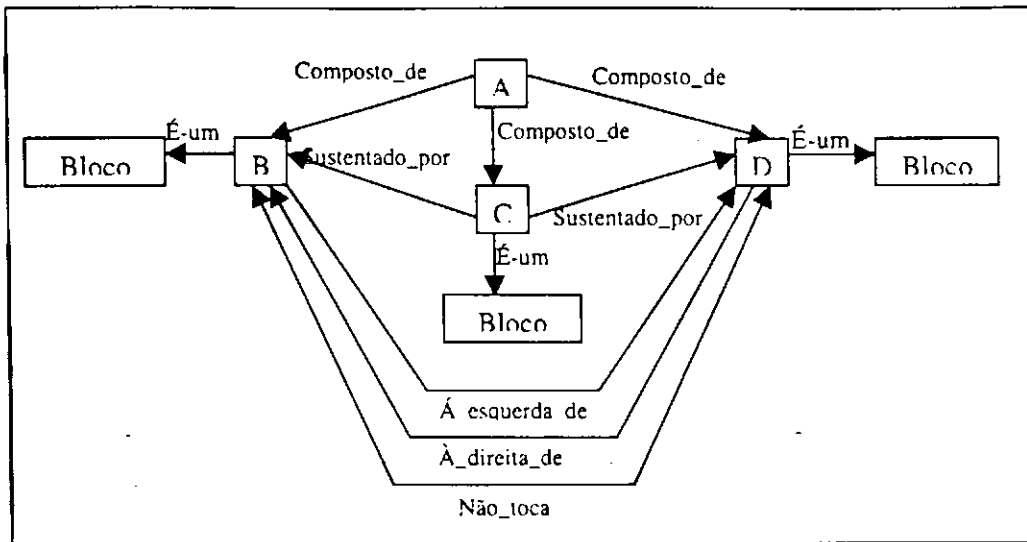 Composto_de
A
Composto_de
É-um
Composto_de
É-um
Bloco
B
Sustentado_por
D
Bloco
C
Sustentado_por
É-um
Bloco
Á esquerda de
À_direita_de
Não_toca